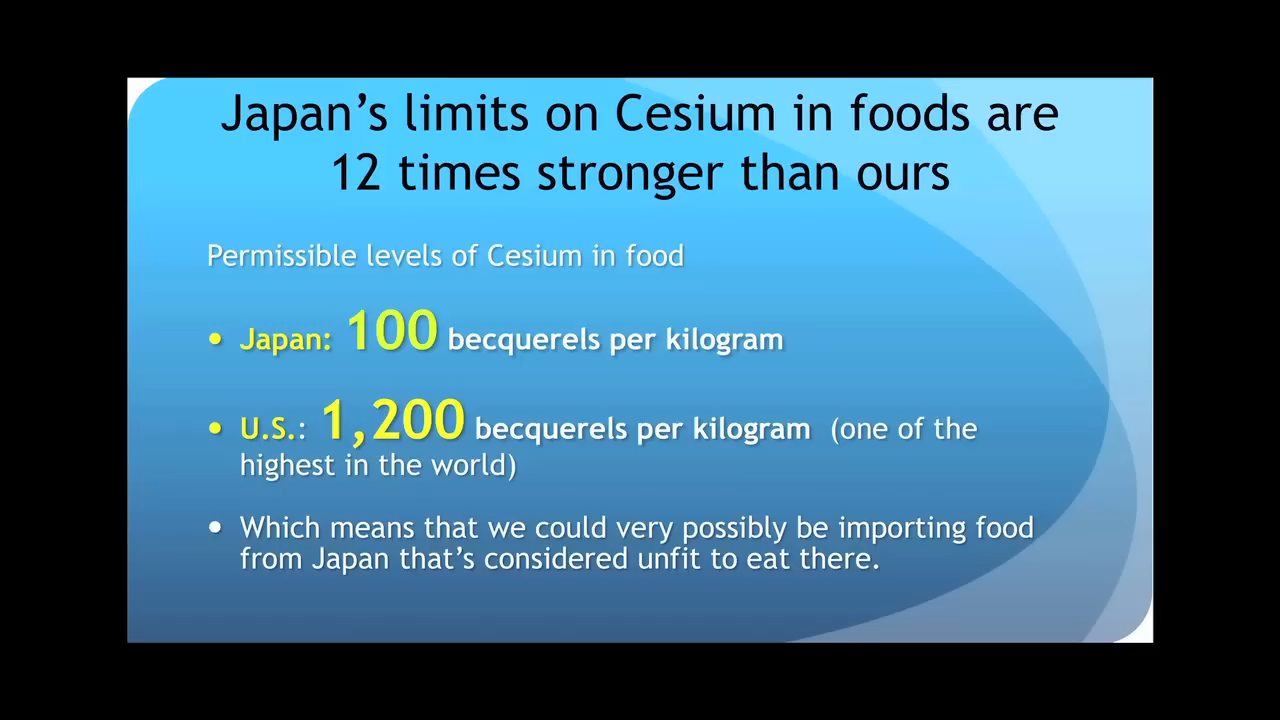 Japan’s limits on Cesium in foods are
12 times stronger than ours
Permissible levels of Cesium in food
• Japan: 100 becquerels per kilogram
• U.S.: 1,200 becquerels per kilogram (one of the
highest in the world)
• Which means that we could very possibly be importing food
from Japan that’s considered unfit to eat there.